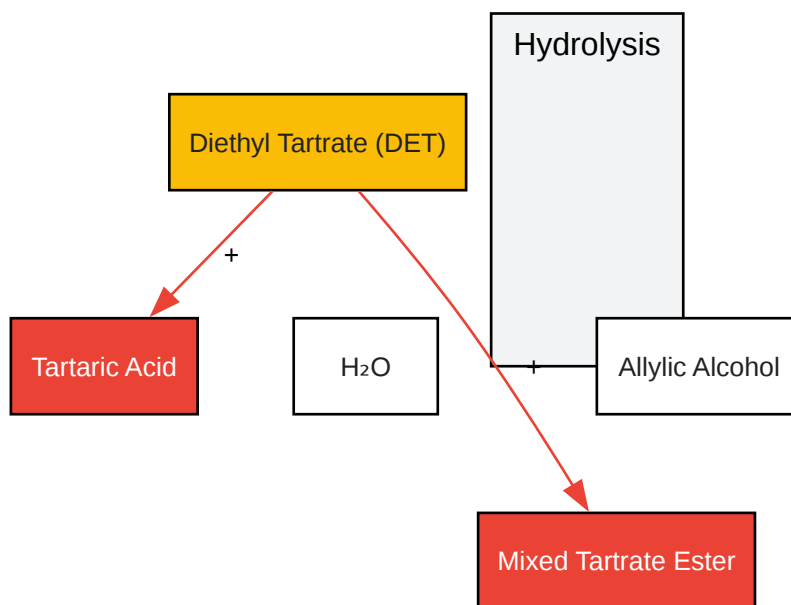 Hydrolysis
Diethyl Tartrate (DET)
+
Tartaric Acid
H₂O
+
Allylic Alcohol
Mixed Tartrate Ester